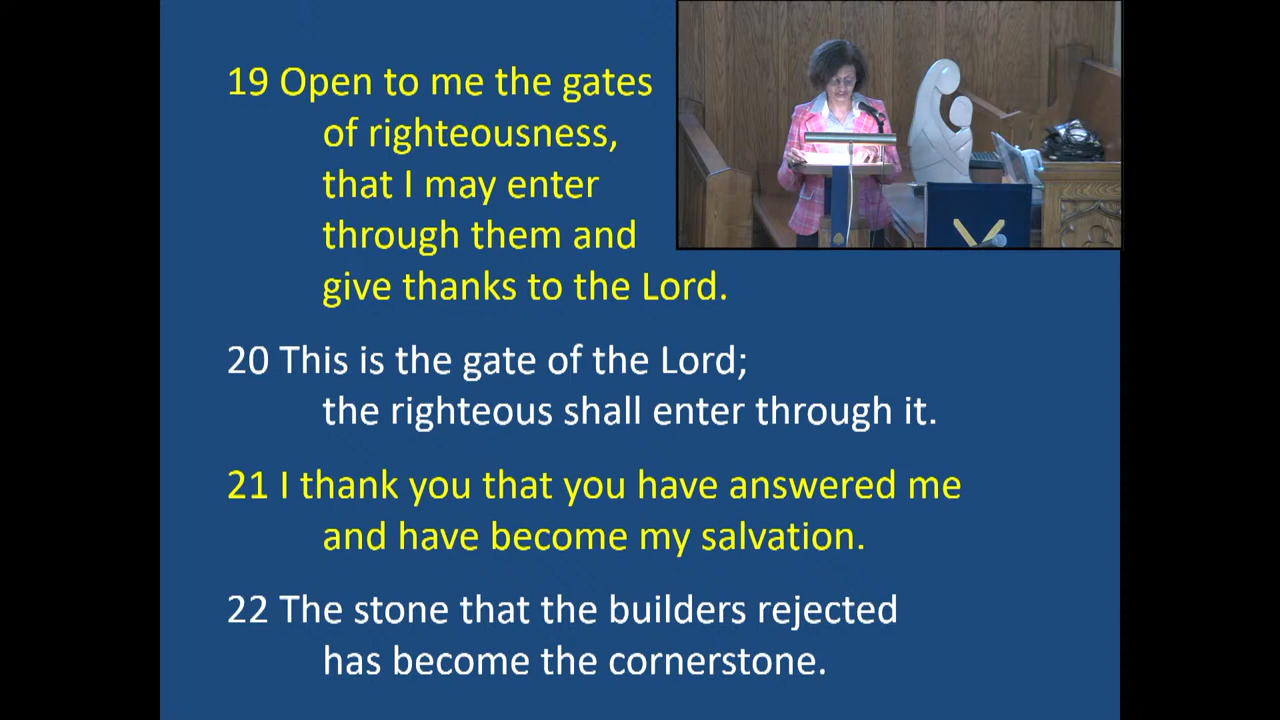 19 Open to me the gates
of righteousness,
that I may enter
through them and
give thanks to the Lord.
20 This is the gate of the Lord;
the righteous shall enter through it.
21 I thank you that you have answered me
and have become my salvation.
22 The stone that the builders rejected
has become the cornerstone.